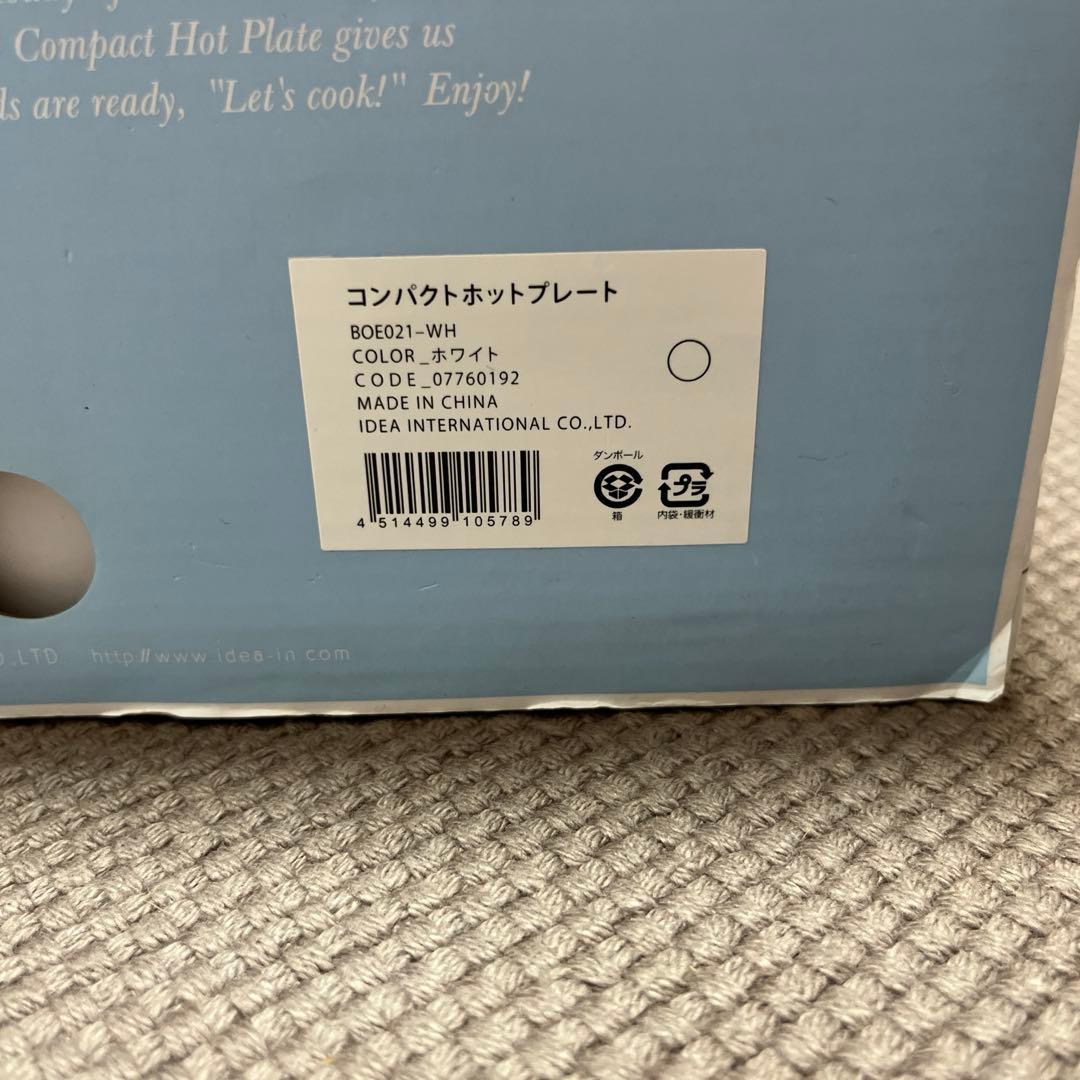 Compact Hot Plate gives us
are ready, "Let's cook!" Enjoy!
コンパクトホットプレート
BOE021-WH
COLOR_ホワイト
CODE_07760192
MADE IN CHINA
IDEA INTERNATIONAL CO.,LTD.
ダンボール
箱
プラ
内袋・緩衝材
4 514499 105789
.,LTD. http://www.idea-in.com